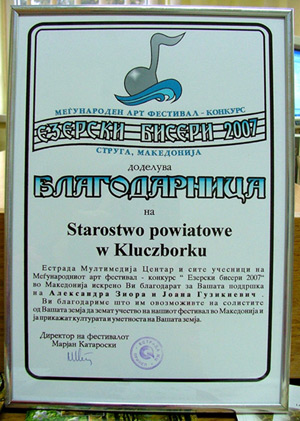 МЕЃУНАРОДЕН АРТ ФЕСТИВАЛ - КОНКУРС
ЕЗЕРСКИ БИСЕРИ 2007
СТРУГА, МАКЕДОНИЈА
доделува
БЛАГОДАРНИЦА
на
Starostwo powiatowe
w Kluczborku
Естрада Мултимедија Центар и сите учесници на
Меѓународниот арт фестивал - конкурс " Езерски бисери 2007"
во Македонија искрено Ви благодарат за Вашата поддршка
на Александра Зиора и Јоана Гузикиевич .
Ви благодариме што им овозможивте на солистите
од Вашата земја да земат учество на нашиот фестивал во Македонија и
ја прикажат културата и уметноста на Вашата земја.
Директор на фестивалот
Марјан Катароски